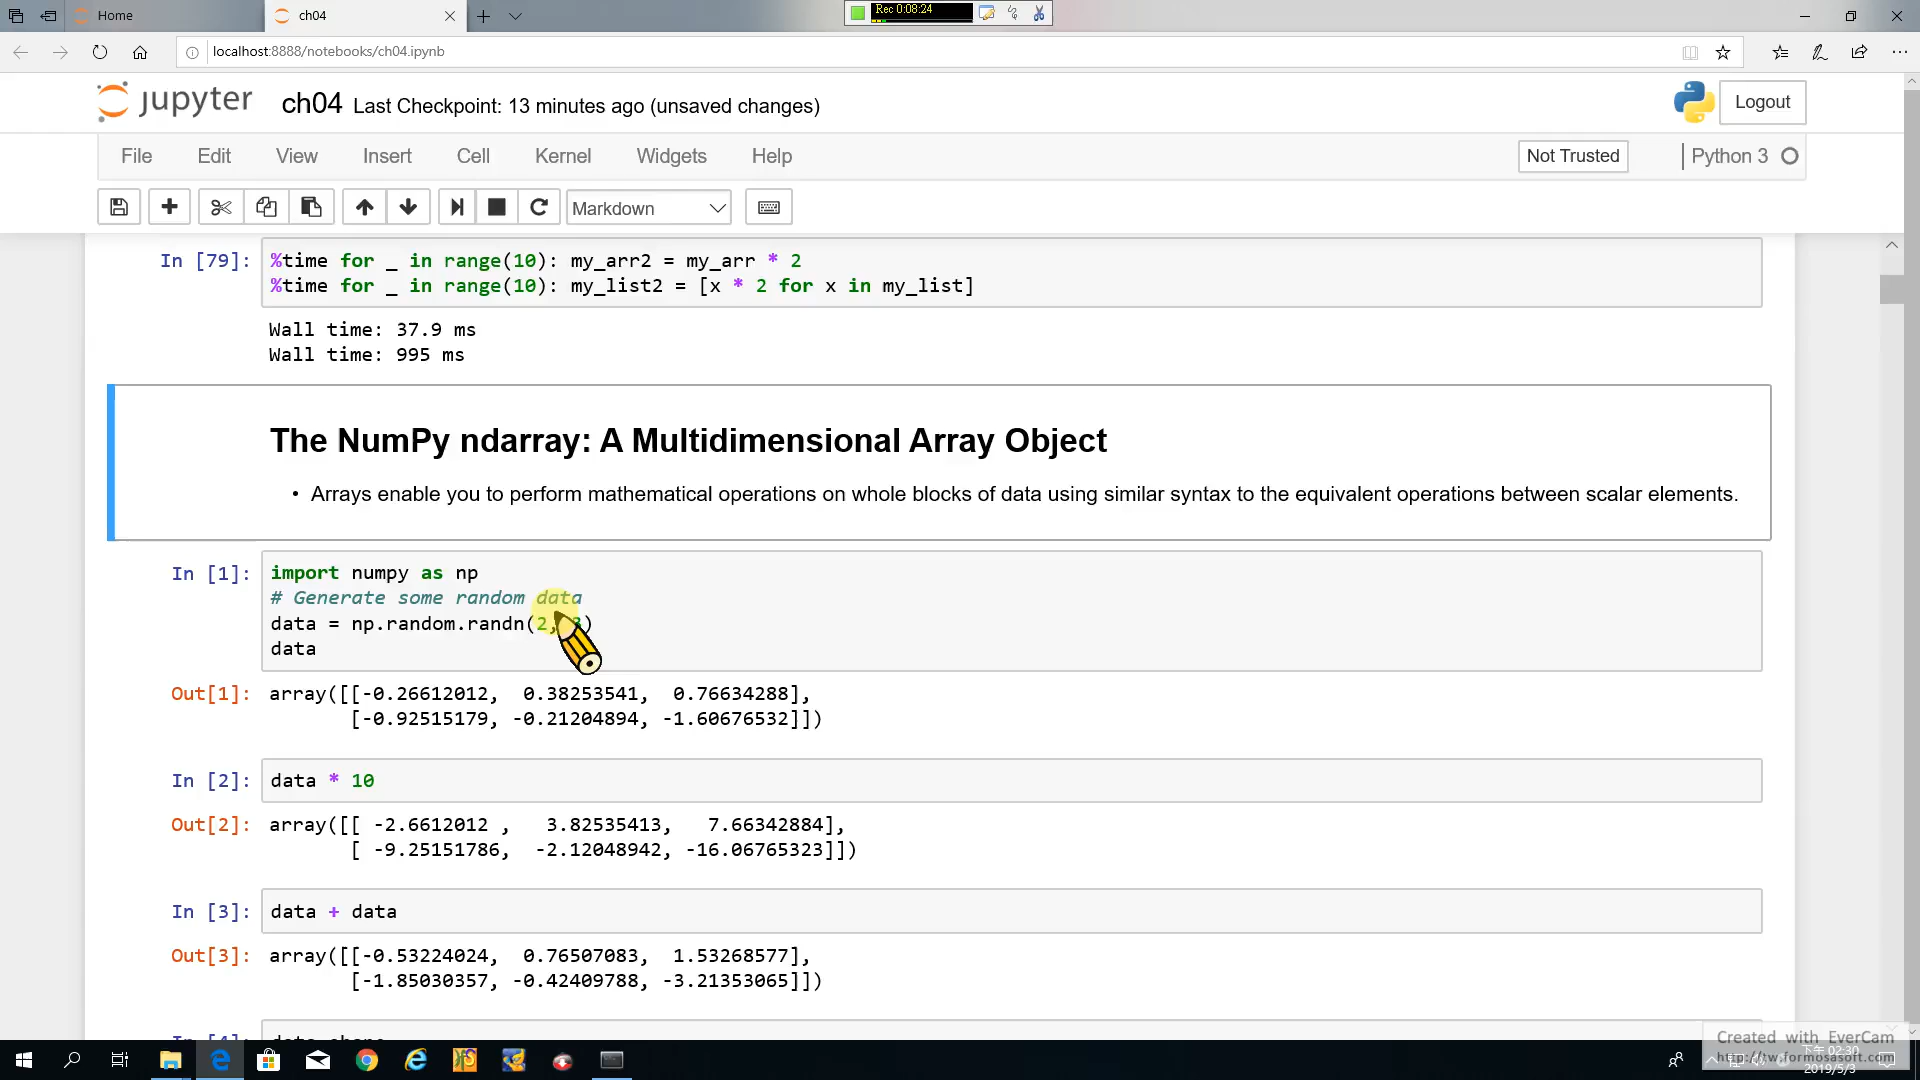 Home
ch04
Rec 0:08:24
localhost:8888/notebooks/ch04.ipynb
jupyter ch04 Last Checkpoint: 13 minutes ago (unsaved changes)
Logout
File Edit View Insert Cell Kernel Widgets Help
Not Trusted
Python 3
Markdown
In [79]: %time for _ in range(10): my_arr2 = my_arr * 2
%time for _ in range(10): my_list2 = [x * 2 for x in my_list]
Wall time: 37.9 ms
Wall time: 995 ms
The NumPy ndarray: A Multidimensional Array Object
• Arrays enable you to perform mathematical operations on whole blocks of data using similar syntax to the equivalent operations between scalar elements.
In [1]: import numpy as np
# Generate some random data
data = np.random.randn(2, 3)
data
Out[1]: array([[-0.26612012, 0.38253541, 0.76634288],
[-0.92515179, -0.21204894, -1.60676532]])
In [2]: data * 10
Out[2]: array([[ -2.6612012 , 3.82535413, 7.66342884],
[ -9.25151786, -2.12048942, -16.06765323]])
In [3]: data + data
Out[3]: array([[-0.53224024, 0.76507083, 1.53268577],
[-1.85030357, -0.42409788, -3.21353065]])
Created with EverCam
http://tw.formosasoft.com
下午 02:30
2019/5/3